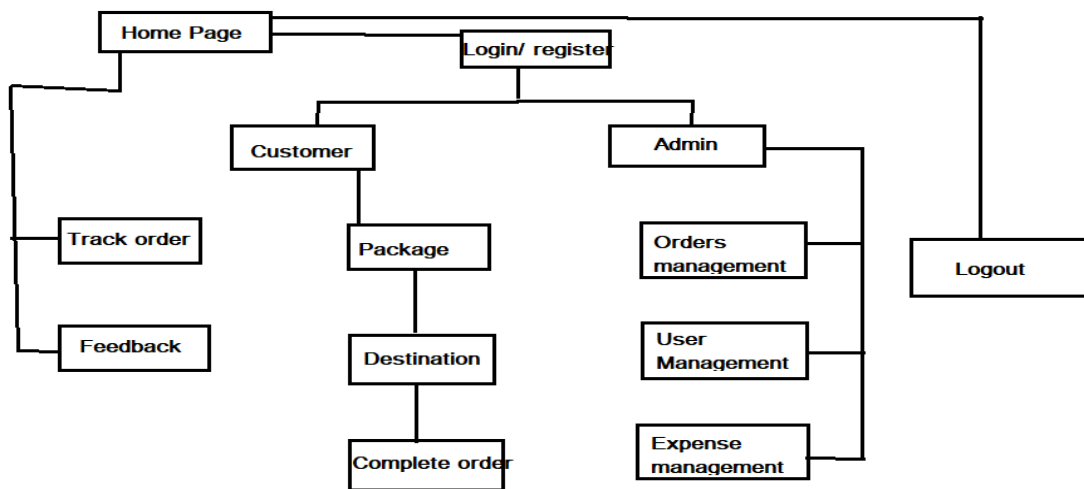 Home Page
Login/ register
Customer
Admin
Track order
Package
Orders
management
Logout
Feedback
Destination
User
Management
Complete order
Expense
management